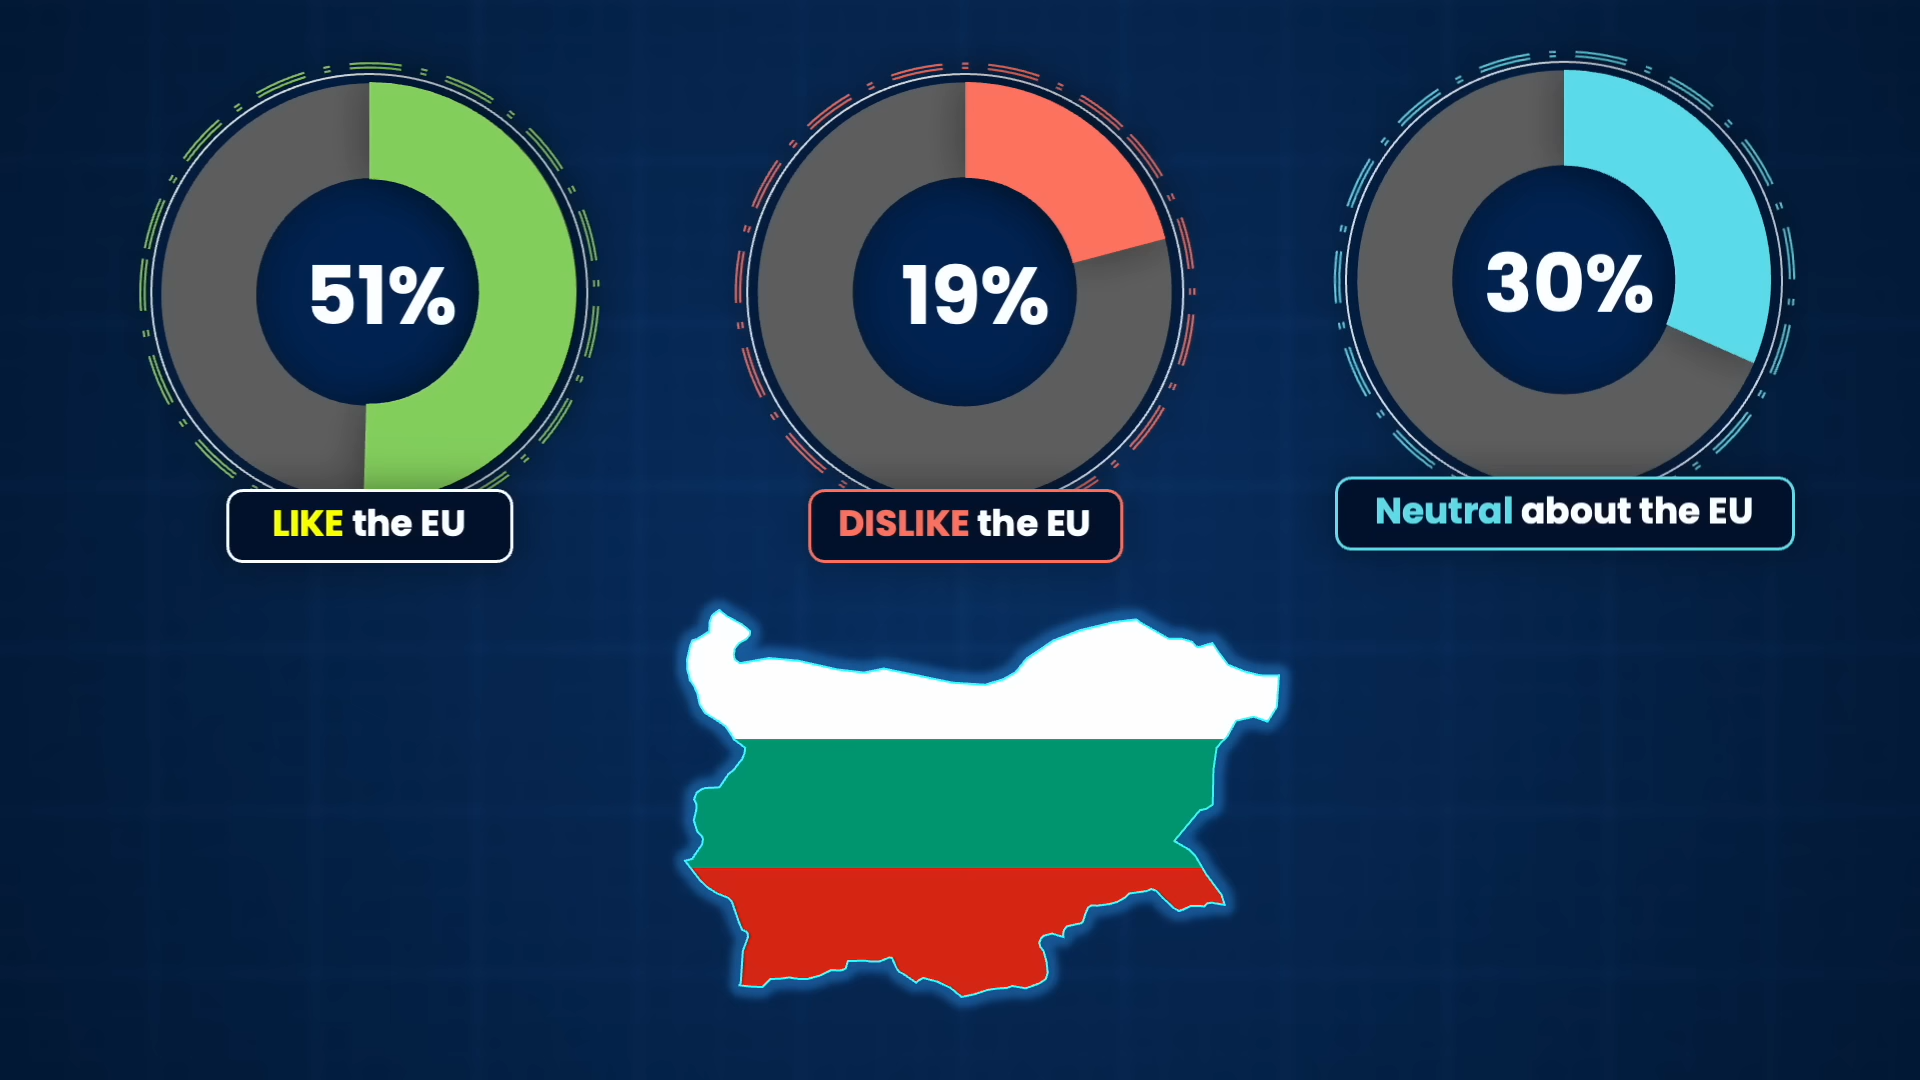 51%
19%
30%
LIKE the EU
DISLIKE the EU
Neutral about the EU